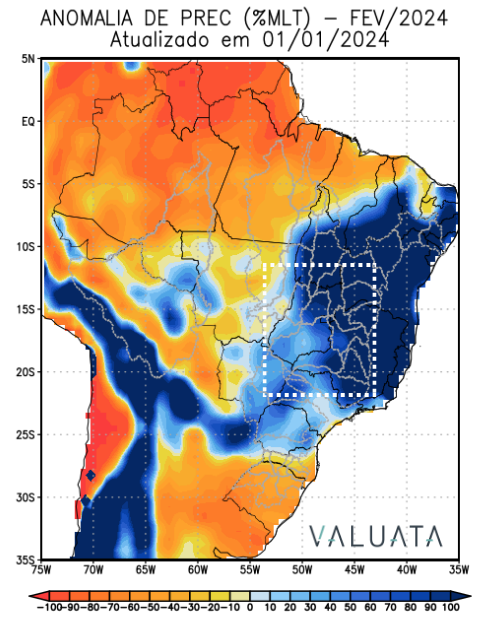 ANOMALIA DE PREC (%MLT) – FEV/2024
Atualizado em 01/01/2024
5N
EQ
5S
10S
15S
20S
25S
30S
35S
VALUATA
75W 70W 65W 60W 55W 50W 45W 40W 35W
-100 -90 -80 -70 -60 -50 -40 -30 -20 -10 0 10 20 30 40 50 60 70 80 90 100